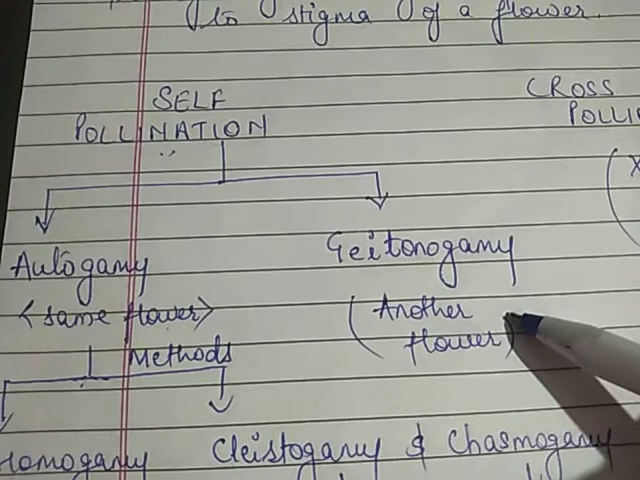 to stigma of a flower.
SELF
POLLINATION
CROSS
POLLI
Autogamy
Geitonogamy
<same flower>
(Another
flower)
Methods
Homogamy
Cleistogamy & Chasmogamy